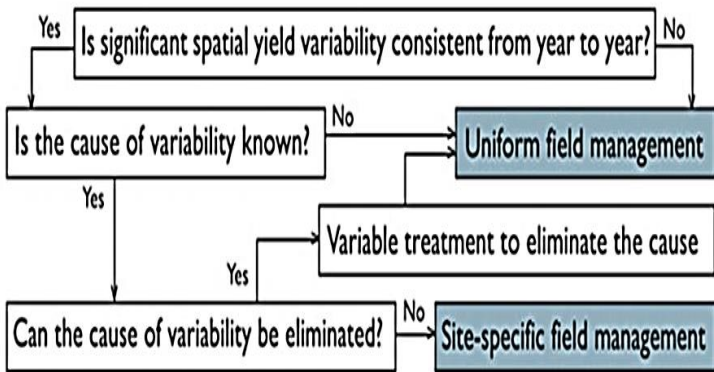 Yes
Is significant spatial yield variability consistent from year to year?
No
Is the cause of variability known?
No
Uniform field management
Yes
Variable treatment to eliminate the cause
Yes
Can the cause of variability be eliminated?
No
Site-specific field management